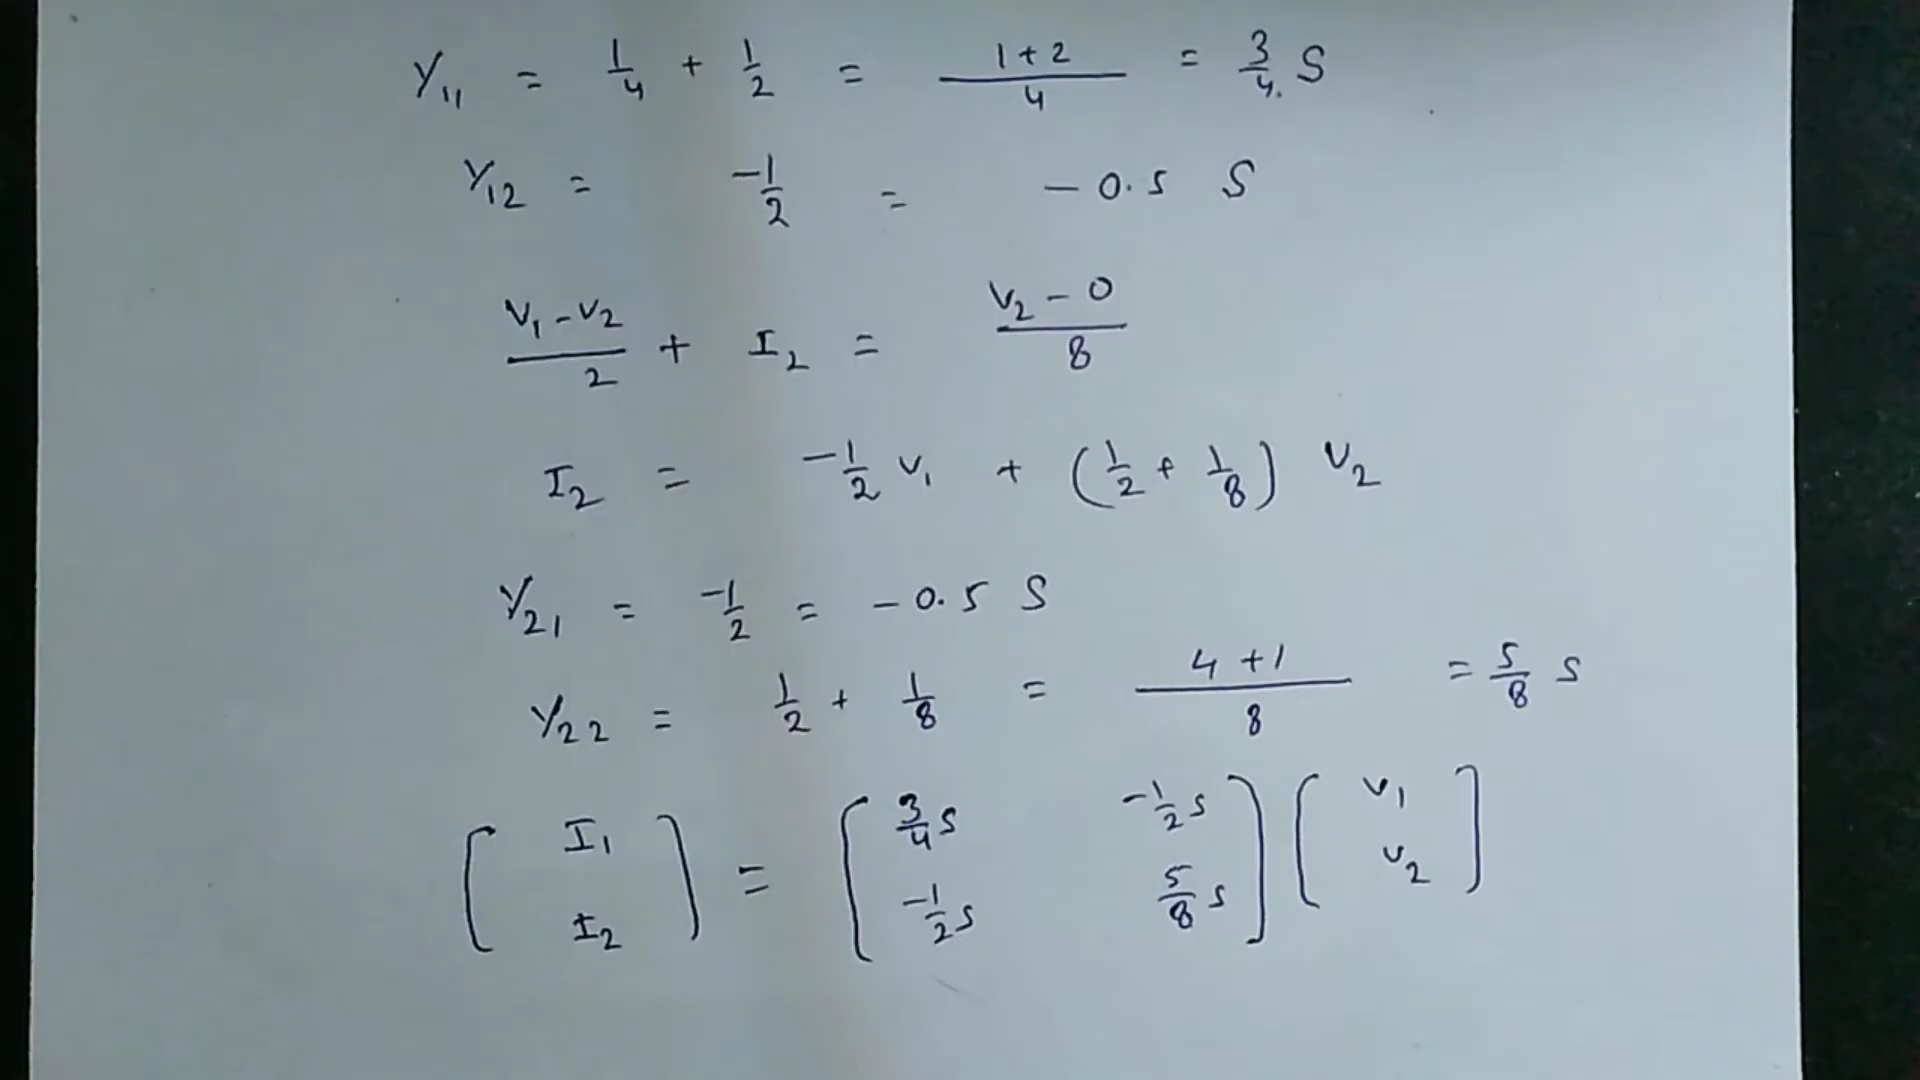 Y₁₁ = 1/4 + 1/2 = (1+2)/4 = 3/4 S
Y₁₂ = -1/2 = -0.5 S
(V₁-V₂)/2 + I₂ = (V₂-0)/8
I₂ = -1/2 V₁ + (1/2 + 1/8) V₂
Y₂₁ = -1/2 = -0.5 S
Y₂₂ = 1/2 + 1/8 = (4+1)/8 = 5/8 S
[I₁ I₂] = [3/4 S -1/2 S
-1/2 S 5/8 S] [V₁ V₂]